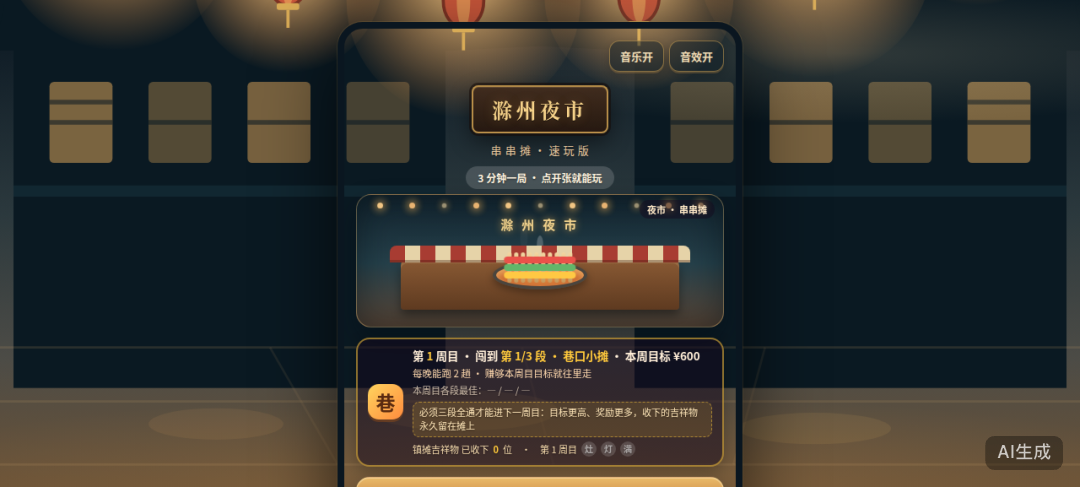 音乐开 音效开
滁州夜市
串串摊·速玩版
3 分钟一局 · 点开张就能玩
夜市 · 串串摊
滁州夜市
第 1 周目 · 闯到 第 1/3 段 · 巷口小摊 · 本周目标 ¥600
每晚能跑 2 趟 · 赚够本周目目标就往里走
本周目各段最佳：— / — / —
巷
必须三段全通才能进下一周目：目标更高、奖励更多，收下的吉祥物
永久留在摊上
镇摊吉祥物 已收下 0 位 · 第 1 周目 灶 灯 满
AI生成